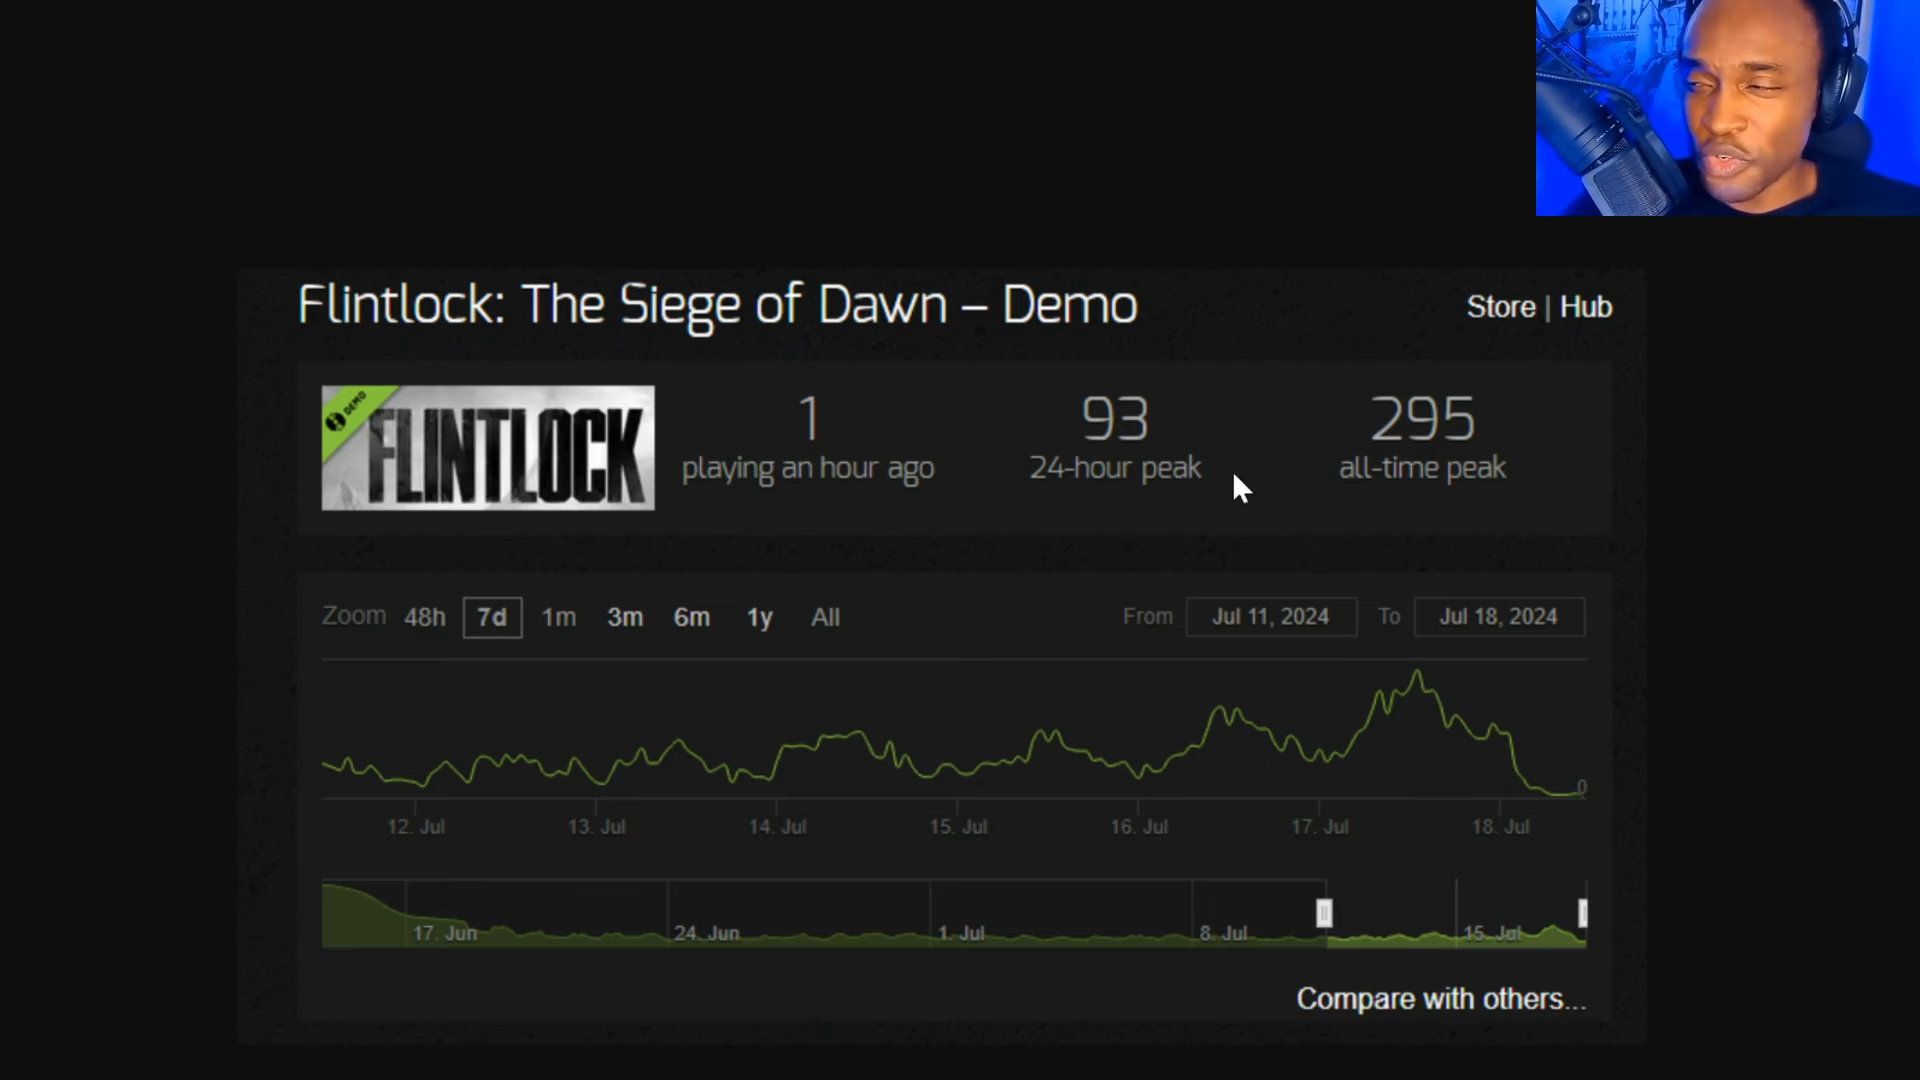 Flintlock: The Siege of Dawn – Demo
Store | Hub
DEMO
FLINTLOCK
1
playing an hour ago
93
24-hour peak
295
all-time peak
Zoom 48h 7d 1m 3m 6m 1y All
From Jul 11, 2024 To Jul 18, 2024
0
12. Jul 13. Jul 14. Jul 15. Jul 16. Jul 17. Jul 18. Jul
17. Jun 24. Jun 1. Jul 8. Jul 15. Jul
Compare with others...